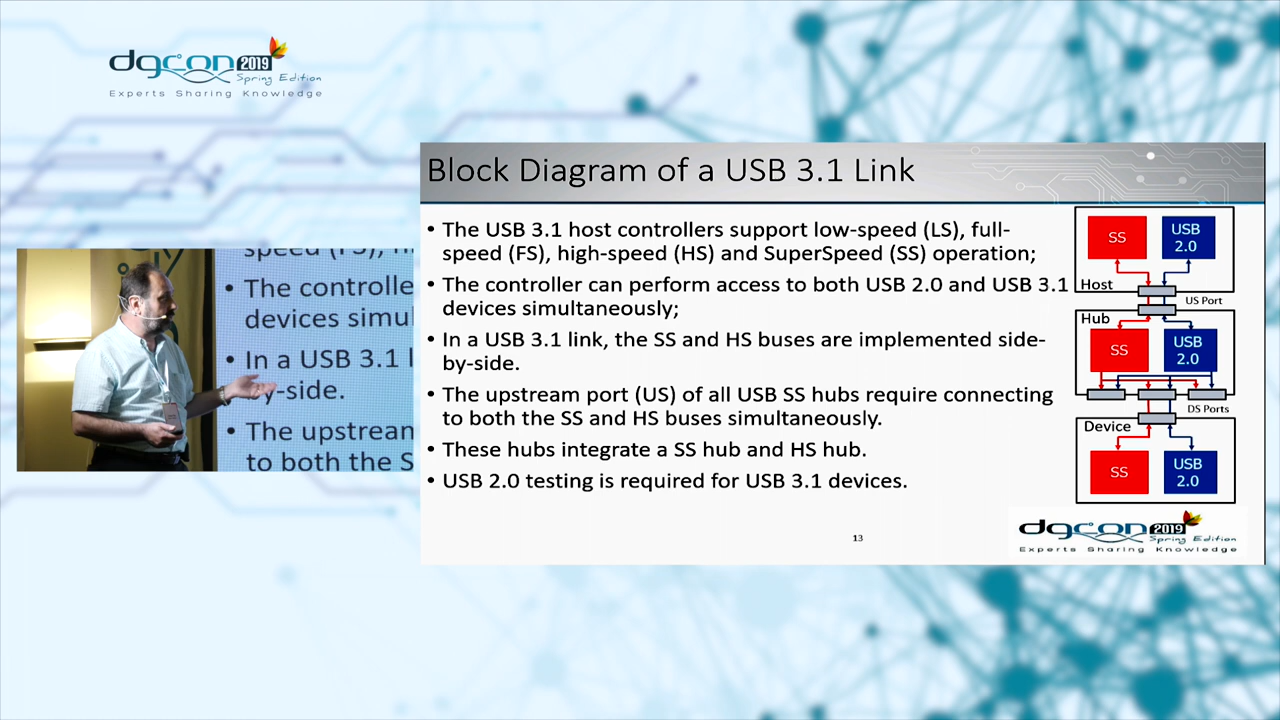 dgcon 2019
Spring Edition
Experts Sharing Knowledge
Block Diagram of a USB 3.1 Link
• The USB 3.1 host controllers support low-speed (LS), full-
speed (FS), high-speed (HS) and SuperSpeed (SS) operation;
• The controller can perform access to both USB 2.0 and USB 3.1
devices simultaneously;
• In a USB 3.1 link, the SS and HS buses are implemented side-
by-side.
• The upstream port (US) of all USB SS hubs require connecting
to both the SS and HS buses simultaneously.
• These hubs integrate a SS hub and HS hub.
• USB 2.0 testing is required for USB 3.1 devices.
SS
USB
2.0
Host
US Port
Hub
SS
USB
2.0
DS Ports
Device
SS
USB
2.0
dgcon 2019
Spring Edition
Experts Sharing Knowledge
13
speed (FS),
• The controlle
devices simul
• In a USB 3.1 l
y-side.
• The upstream
to both the S